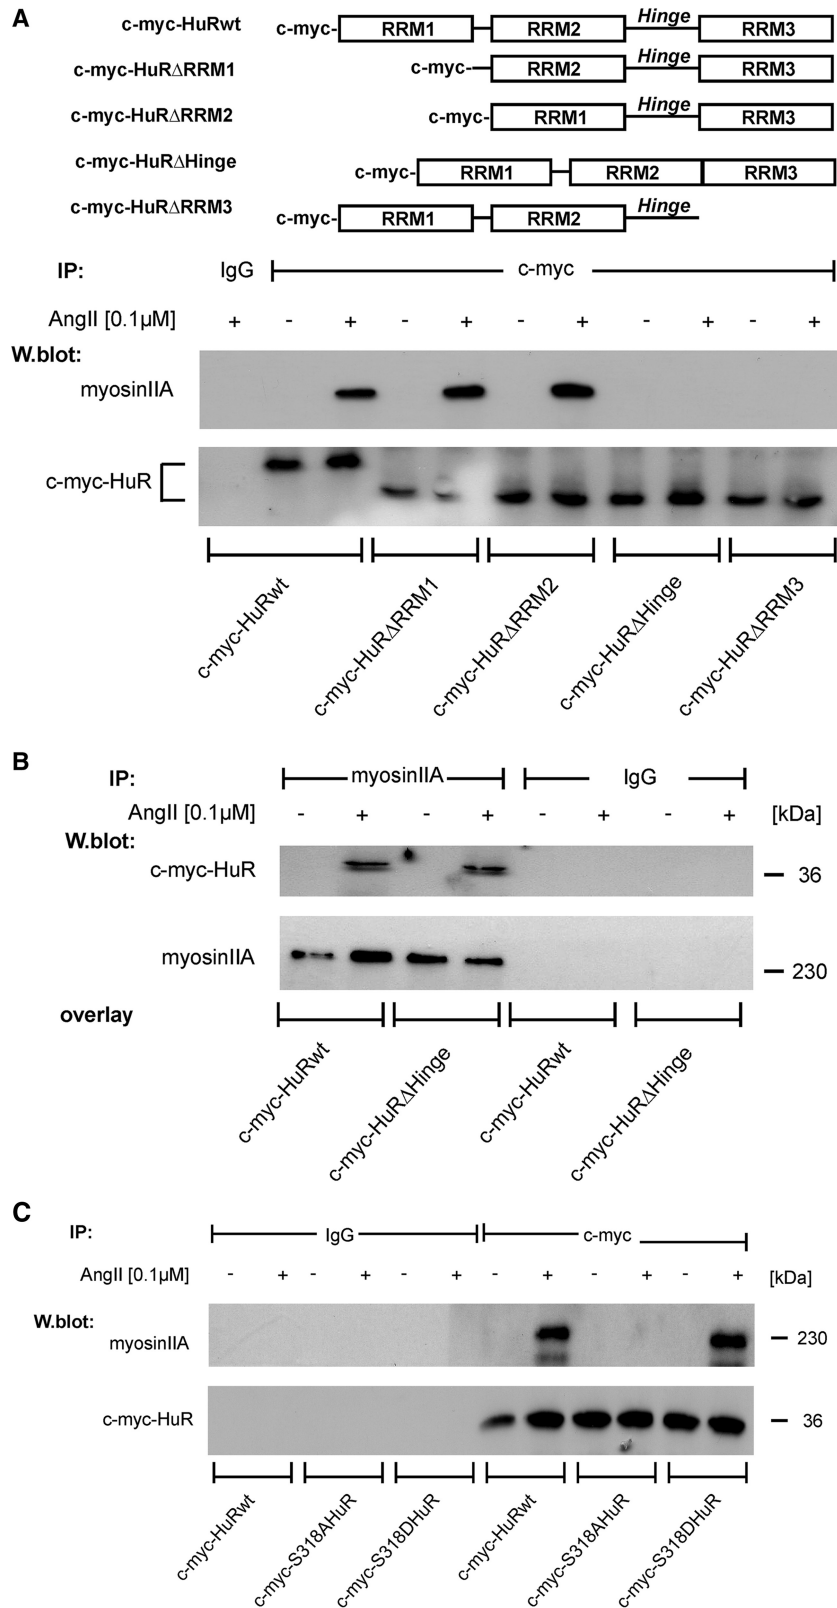 A
c-myc-HuRwt c-myc- RRM1 RRM2 Hinge RRM3
c-myc-HuRΔRRM1 c-myc- RRM2 Hinge RRM3
c-myc-HuRΔRRM2 c-myc- RRM1 Hinge RRM3
c-myc-HuRΔHinge c-myc- RRM1 RRM2 RRM3
c-myc-HuRΔRRM3 c-myc- RRM1 RRM2 Hinge
IP: IgG c-myc
AngII [0.1µM] + - + - + - + - + - +
W.blot:
myosinIIA
c-myc-HuR
c-myc-HuRwt c-myc-HuRΔRRM1 c-myc-HuRΔRRM2 c-myc-HuRΔHinge c-myc-HuRΔRRM3
B
IP: myosinIIA IgG
AngII [0.1µM] - + - + - + - + [kDa]
W.blot:
c-myc-HuR 36
myosinIIA 230
overlay
c-myc-HuRwt c-myc-HuRΔHinge c-myc-HuRwt c-myc-HuRΔHinge
C
IP: IgG c-myc
AngII [0.1µM] - + - + - + - + - + - + [kDa]
W.blot:
myosinIIA 230
c-myc-HuR 36
c-myc-HuRwt c-myc-S318AHuR c-myc-S318DHuR c-myc-HuRwt c-myc-S318AHuR c-myc-S318DHuR